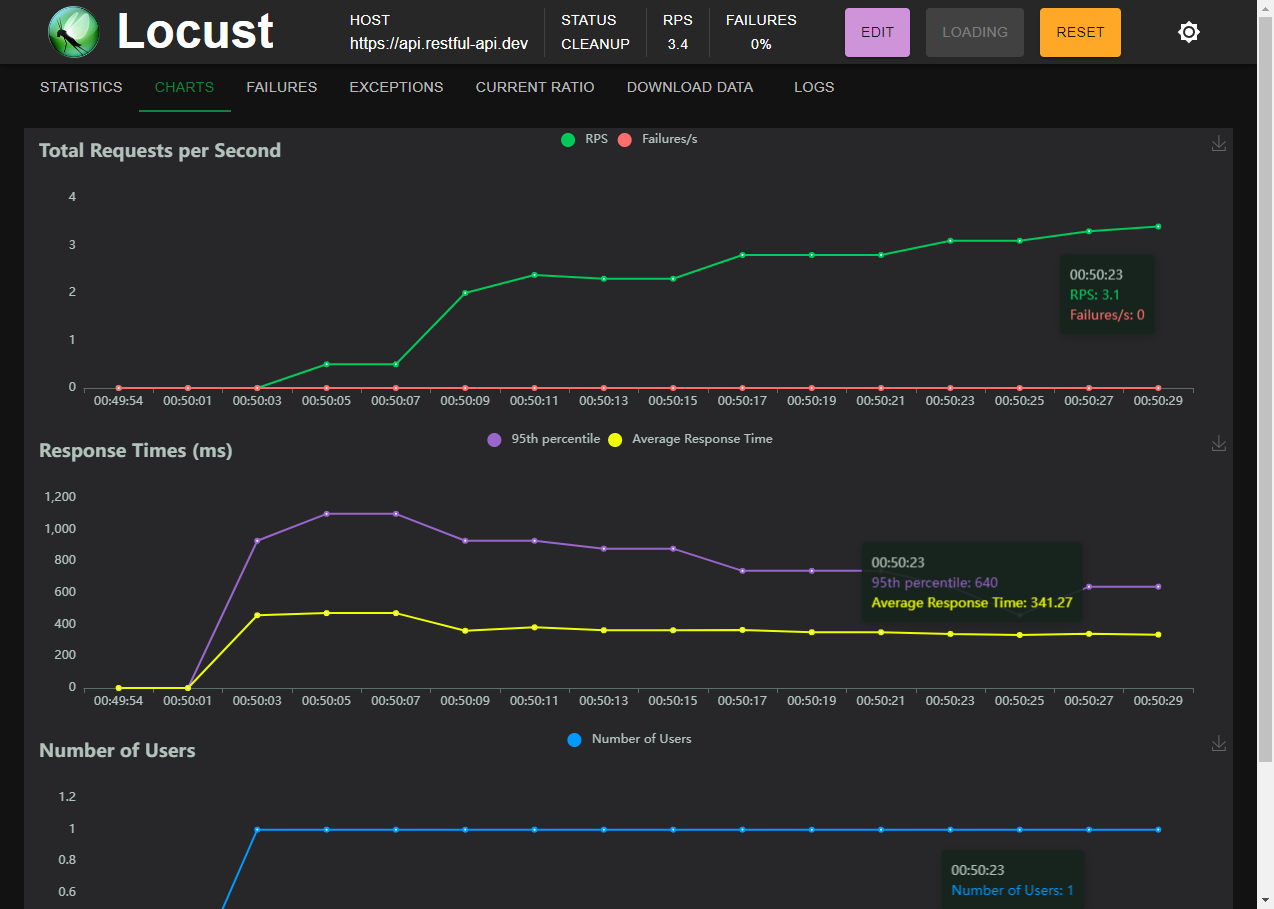 Locust
HOST
https://api.restful-api.dev
STATUS
CLEANUP
RPS
3.4
FAILURES
0%
EDIT
LOADING
RESET
STATISTICS CHARTS FAILURES EXCEPTIONS CURRENT RATIO DOWNLOAD DATA LOGS
Total Requests per Second
RPS Failures/s
4
3
2
1
0
00:50:23
RPS: 3.1
Failures/s: 0
00:49:54 00:50:01 00:50:03 00:50:05 00:50:07 00:50:09 00:50:11 00:50:13 00:50:15 00:50:17 00:50:19 00:50:21 00:50:23 00:50:25 00:50:27 00:50:29
Response Times (ms)
95th percentile Average Response Time
1,200
1,000
800
600
400
200
0
00:50:23
95th percentile: 640
Average Response Time: 341.27
00:49:54 00:50:01 00:50:03 00:50:05 00:50:07 00:50:09 00:50:11 00:50:13 00:50:15 00:50:17 00:50:19 00:50:21 00:50:23 00:50:25 00:50:27 00:50:29
Number of Users
Number of Users
1.2
1
0.8
0.6
00:50:23
Number of Users: 1